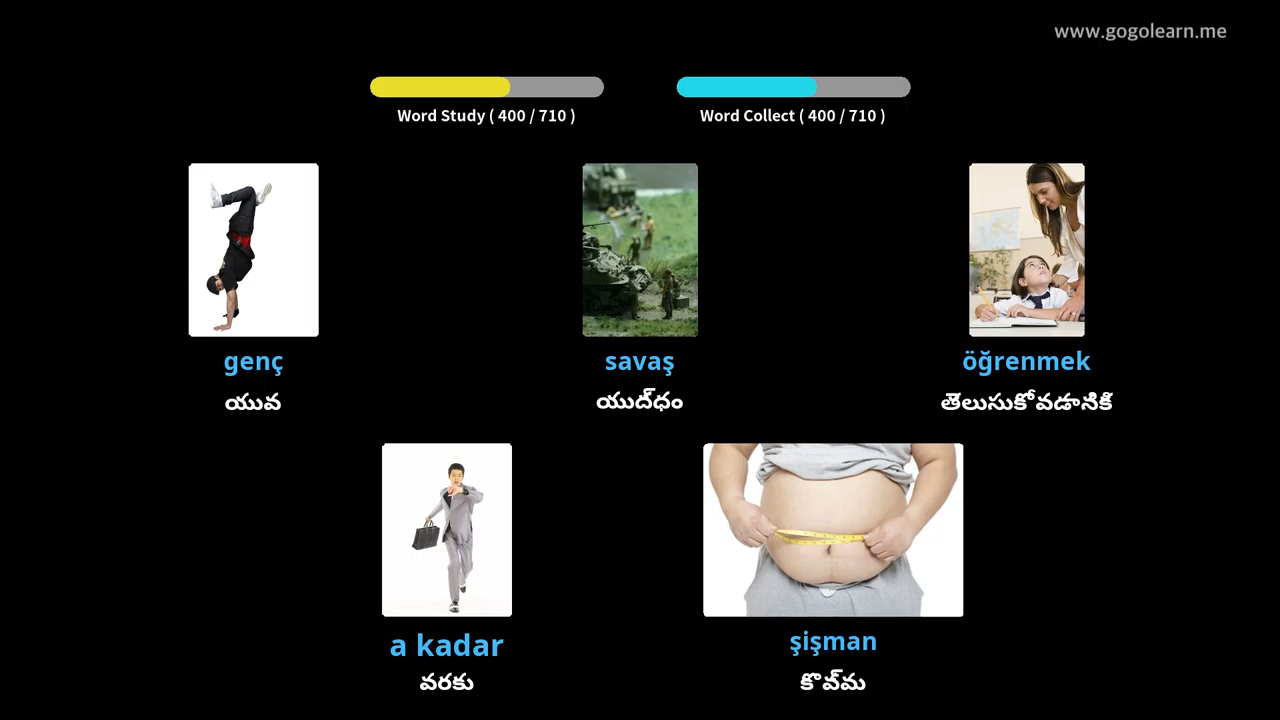 www.gogolearn.me
Word Study ( 400 / 710 )
Word Collect ( 400 / 710 )
genç
యువ
savaş
యుద్ధం
öğrenmek
తెలుసుకోవడానికి
a kadar
వరకు
şişman
కొవ్మ